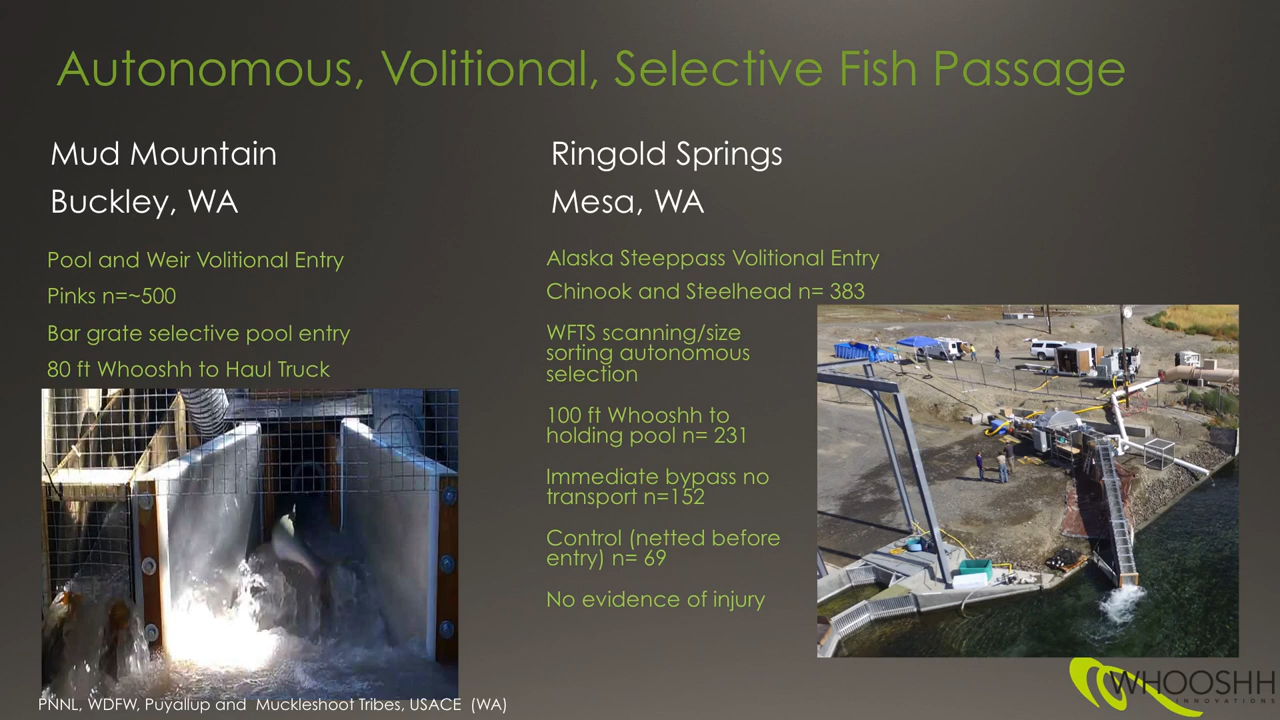 Autonomous, Volitional, Selective Fish Passage
Mud Mountain
Buckley, WA
Pool and Weir Volitional Entry
Pinks n=~500
Bar grate selective pool entry
80 ft Whooshh to Haul Truck
Ringold Springs
Mesa, WA
Alaska Steeppass Volitional Entry
Chinook and Steelhead n= 383
WFTS scanning/size
sorting autonomous
selection
100 ft Whooshh to
holding pool n= 231
Immediate bypass no
transport n=152
Control (netted before
entry) n= 69
No evidence of injury
PNNL, WDFW, Puyallup and  Muckleshoot Tribes, USACE  (WA)
WHOOSHH
INNOVATIONS